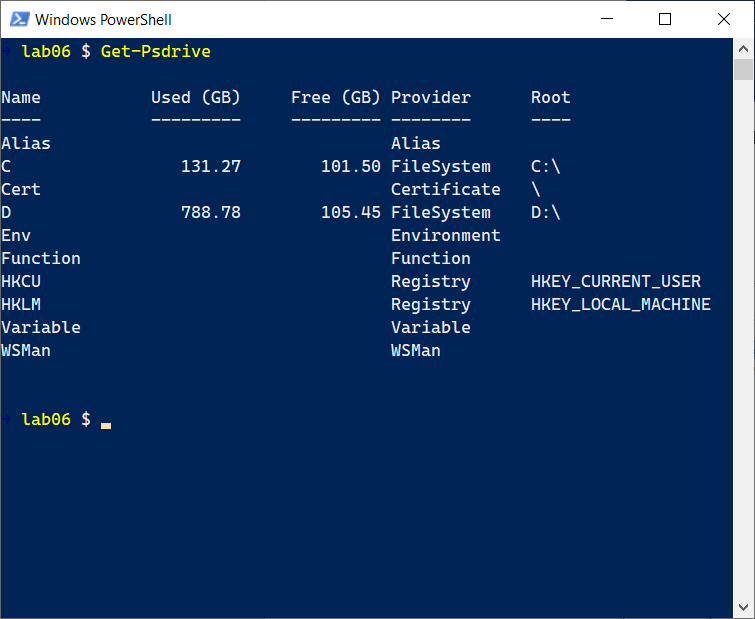 Windows PowerShell
→ lab06 $ Get-Psdrive
Name           Used (GB)     Free (GB) Provider      Root
----           ---------     --------- --------      ----
Alias                                  Alias
C                 131.27        101.50 FileSystem    C:\
Cert                                   Certificate   \
D                 788.78        105.45 FileSystem    D:\
Env                                    Environment
Function                               Function
HKCU                                   Registry      HKEY_CURRENT_USER
HKLM                                   Registry      HKEY_LOCAL_MACHINE
Variable                               Variable
WSMan                                  WSMan
→ lab06 $